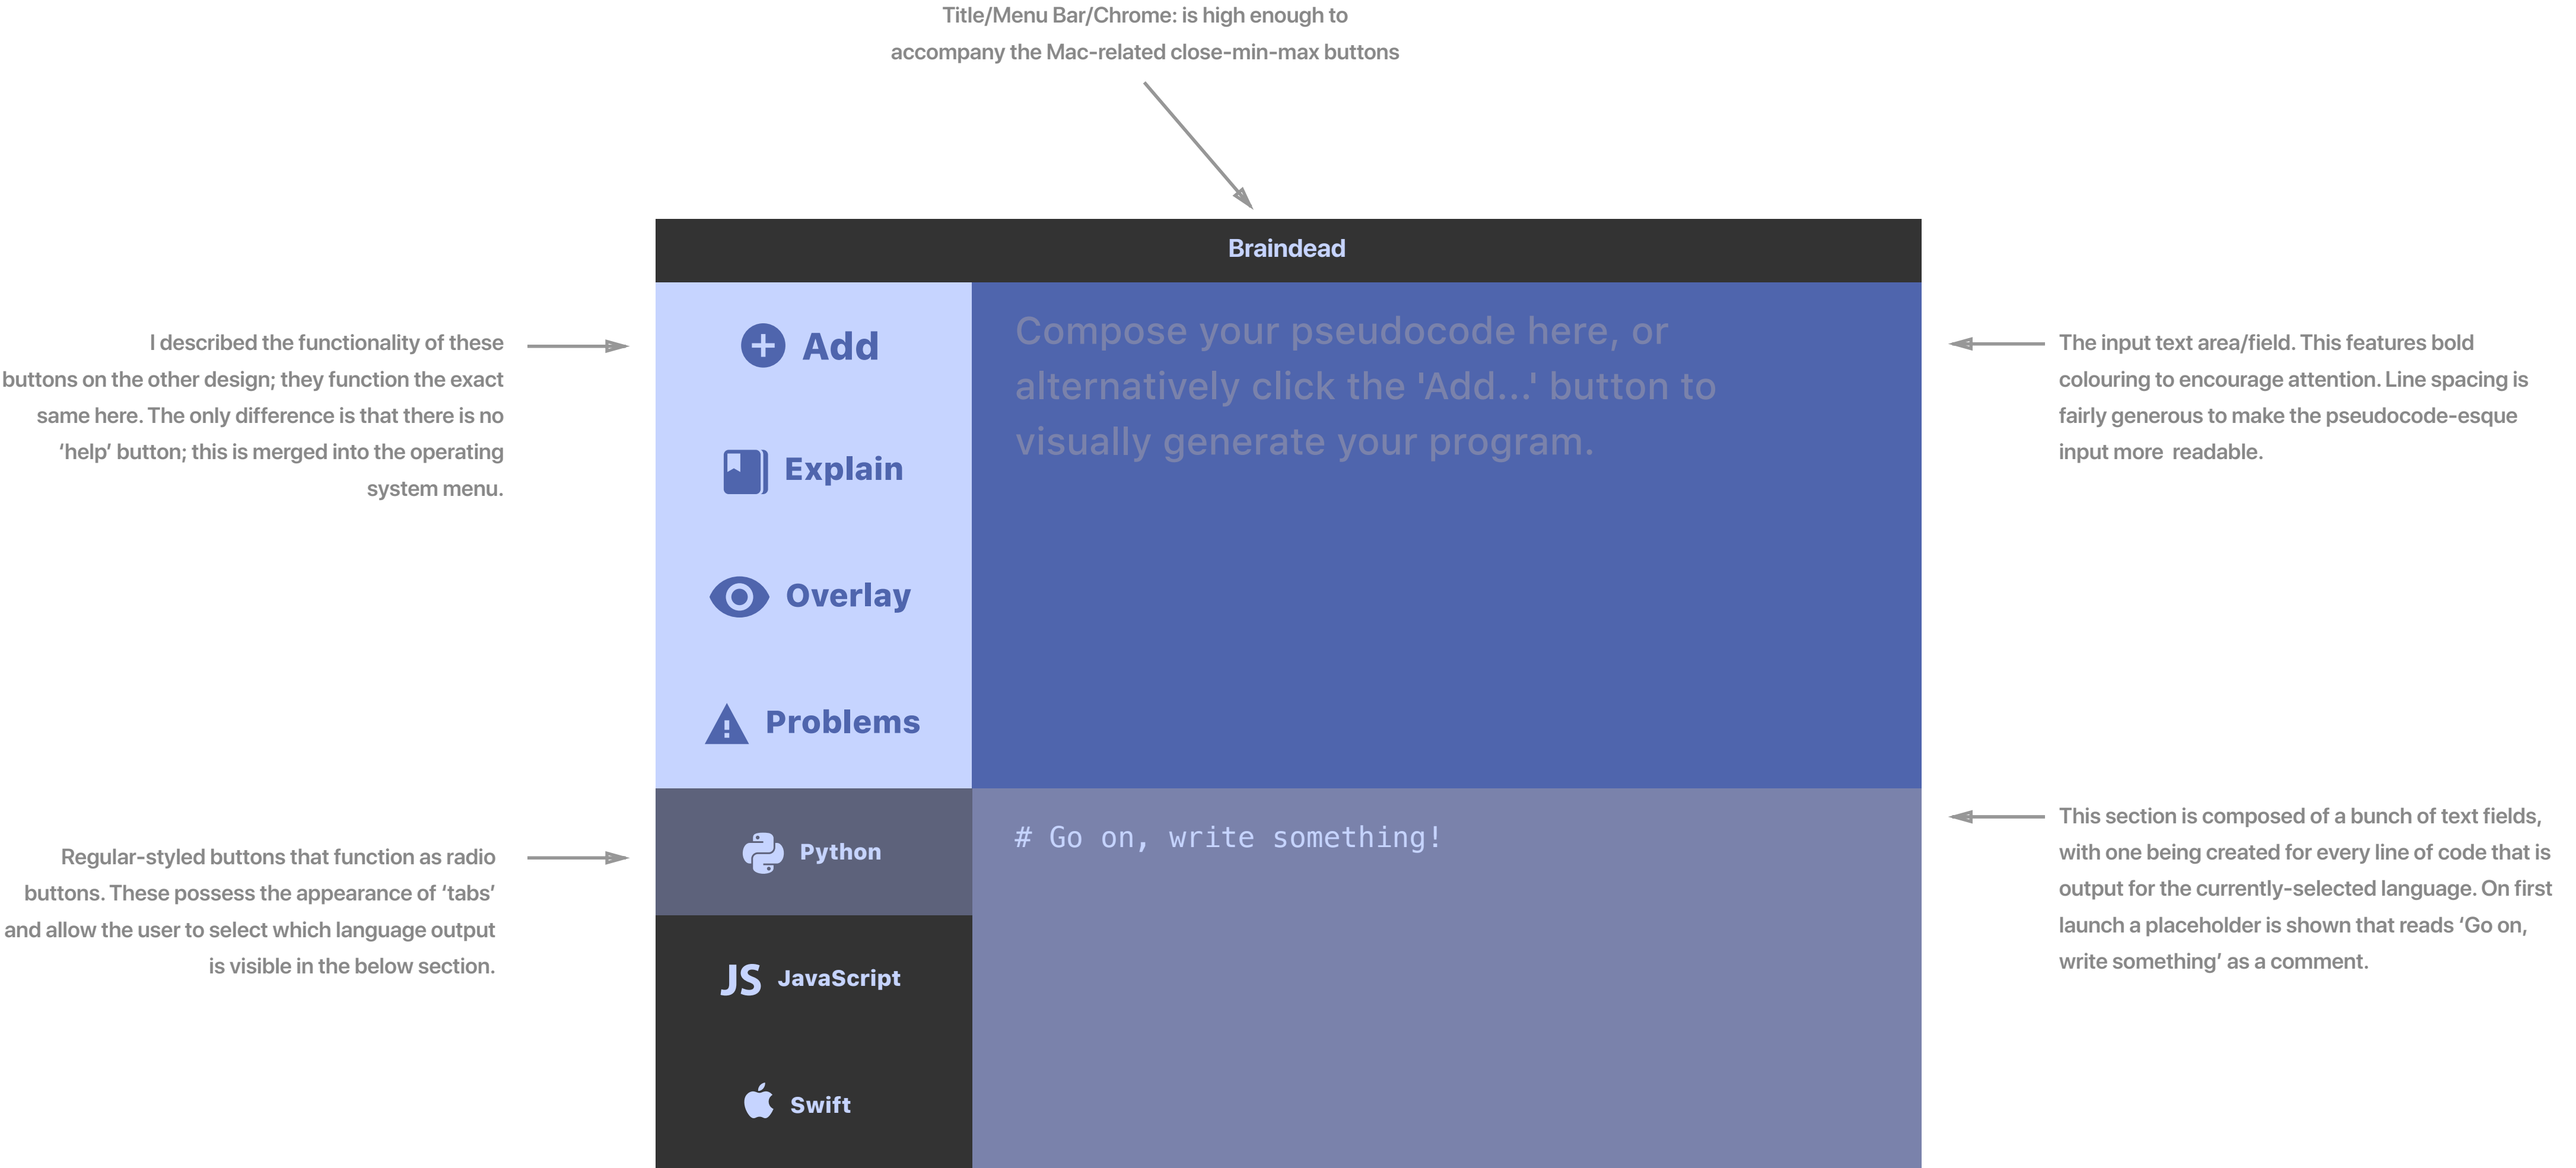 Title/Menu Bar/Chrome: is high enough to
accompany the Mac-related close-min-max buttons
Braindead
I described the functionality of these
buttons on the other design; they function the exact
same here. The only difference is that there is no
‘help’ button; this is merged into the operating
system menu.
Add
Explain
Overlay
Problems
Compose your pseudocode here, or
alternatively click the 'Add...' button to
visually generate your program.
The input text area/field. This features bold
colouring to encourage attention. Line spacing is
fairly generous to make the pseudocode-esque
input more  readable.
Regular-styled buttons that function as radio
buttons. These possess the appearance of ‘tabs’
and allow the user to select which language output
is visible in the below section.
Python
JS JavaScript
Swift
# Go on, write something!
This section is composed of a bunch of text fields,
with one being created for every line of code that is
output for the currently-selected language. On first
launch a placeholder is shown that reads ‘Go on,
write something’ as a comment.